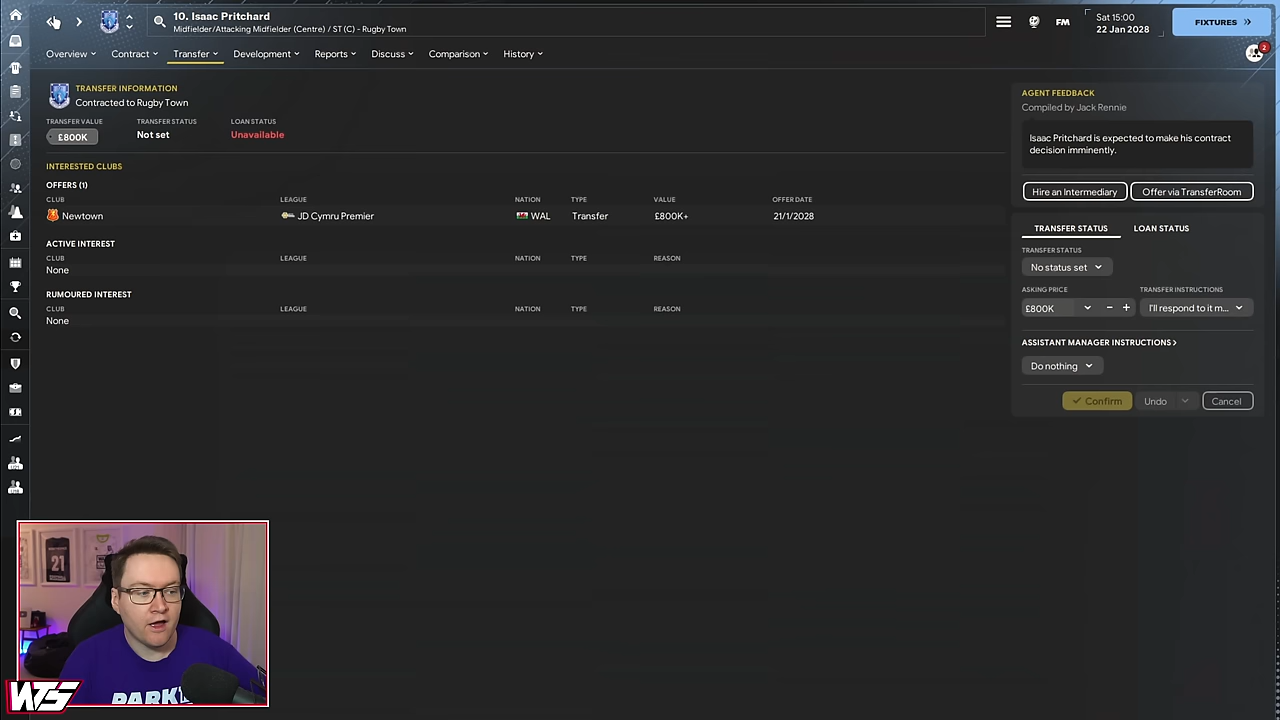 10. Isaac Pritchard
Midfielder/Attacking Midfielder (Centre) / ST (C) - Rugby Town
FM
Sat 15:00
22 Jan 2028
FIXTURES
2
Overview
Contract
Transfer
Development
Reports
Discuss
Comparison
History
TRANSFER INFORMATION
Contracted to Rugby Town
TRANSFER VALUE TRANSFER STATUS LOAN STATUS
£800K Not set Unavailable
INTERESTED CLUBS
OFFERS (1)
CLUB LEAGUE NATION TYPE VALUE OFFER DATE
Newtown JD Cymru Premier WAL Transfer £800K+ 21/1/2028
ACTIVE INTEREST
CLUB LEAGUE NATION TYPE REASON
None
RUMOURED INTEREST
CLUB LEAGUE NATION TYPE REASON
None
AGENT FEEDBACK
Compiled by Jack Rennie
Isaac Pritchard is expected to make his contract
decision imminently.
Hire an Intermediary
Offer via TransferRoom
TRANSFER STATUS LOAN STATUS
TRANSFER STATUS
No status set
ASKING PRICE TRANSFER INSTRUCTIONS
£800K − + I'll respond to it m...
ASSISTANT MANAGER INSTRUCTIONS >
Do nothing
Confirm Undo Cancel
21
PARK
WTS